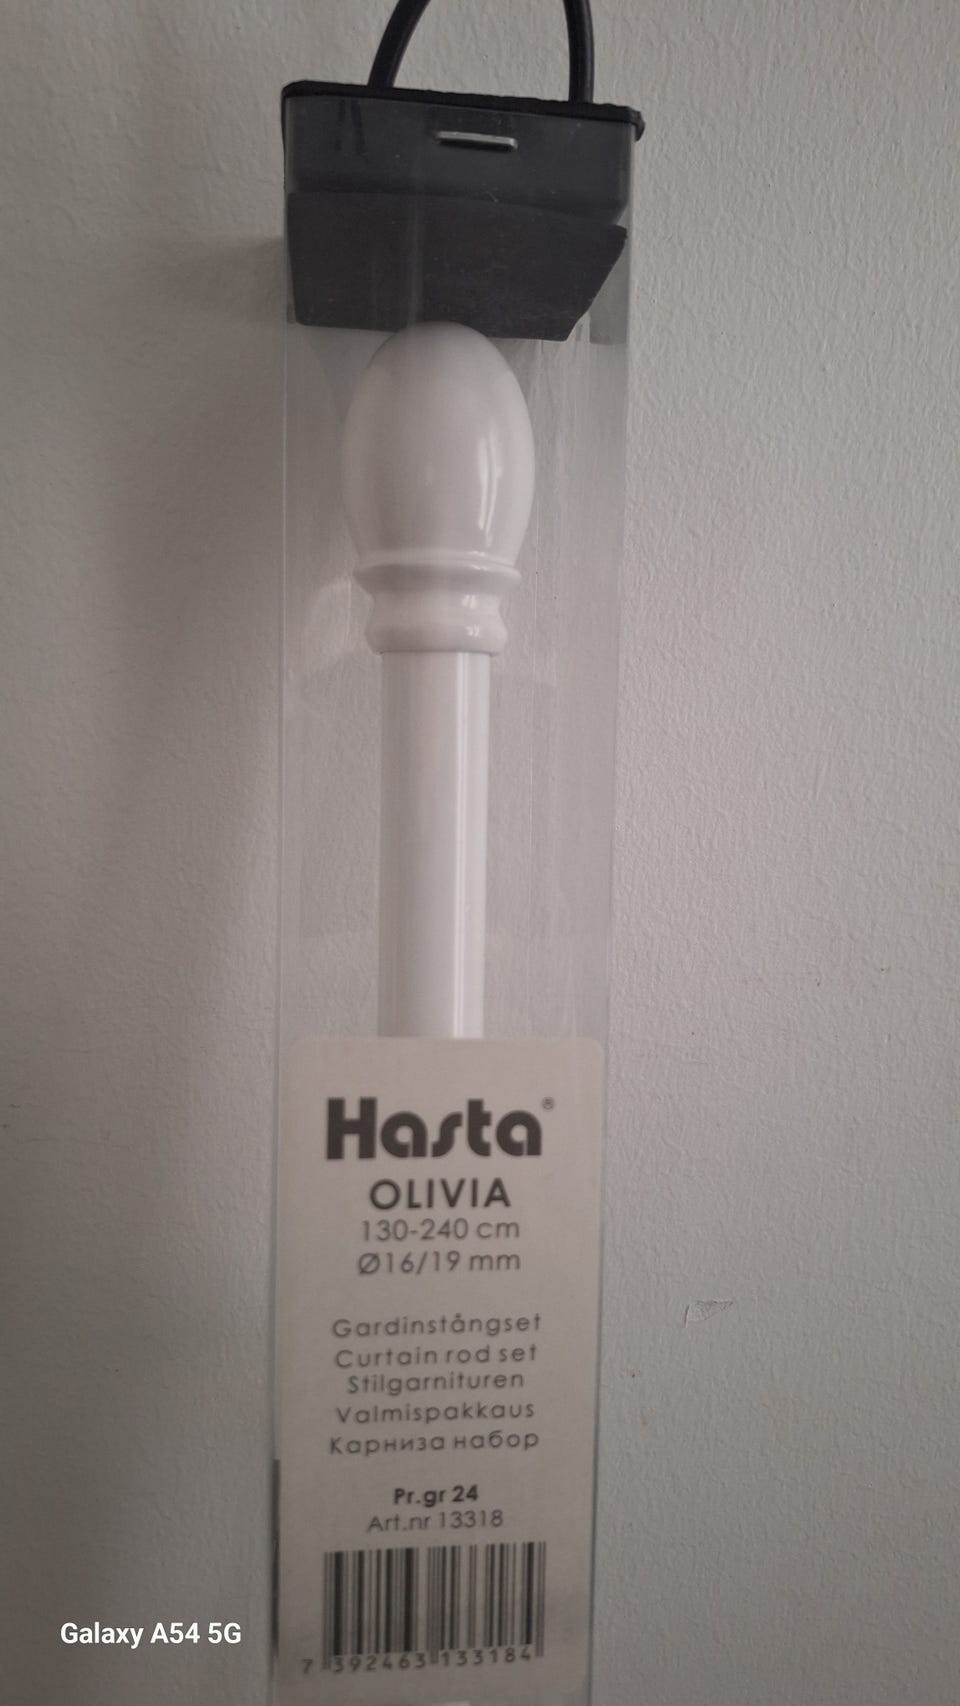 Hasta®
OLIVIA
130-240 cm
Ø16/19 mm
Gardinstångset
Curtain rod set
Stilgarnituren
Valmispakkaus
Карниза набор
Pr.gr 24
Art.nr 13318
7 392463 133184
Galaxy A54 5G